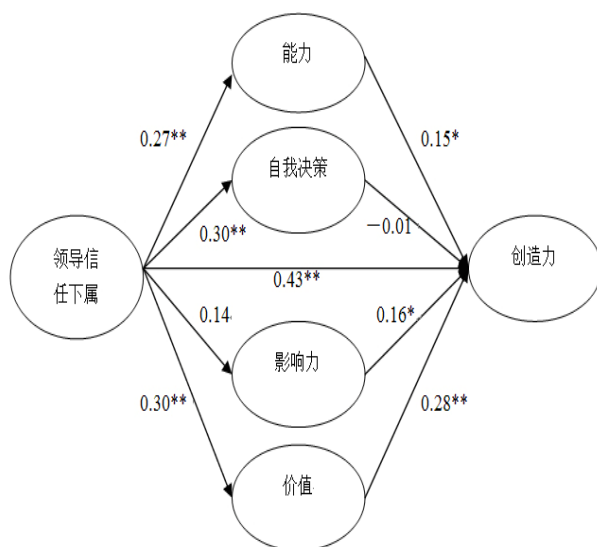 能力
0.27**
0.15*
自我决策
0.30**
－0.01
领导信
任下属
0.43**
创造力
0.14
0.16*
影响力
0.30**
0.28**
价值